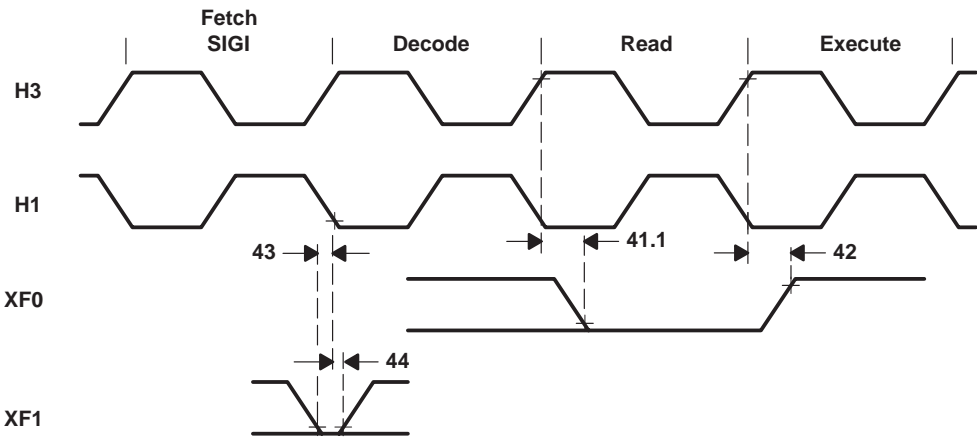 Fetch
SIGI
Decode
Read
Execute
H3
H1
43
41.1
42
XF0
44
XF1